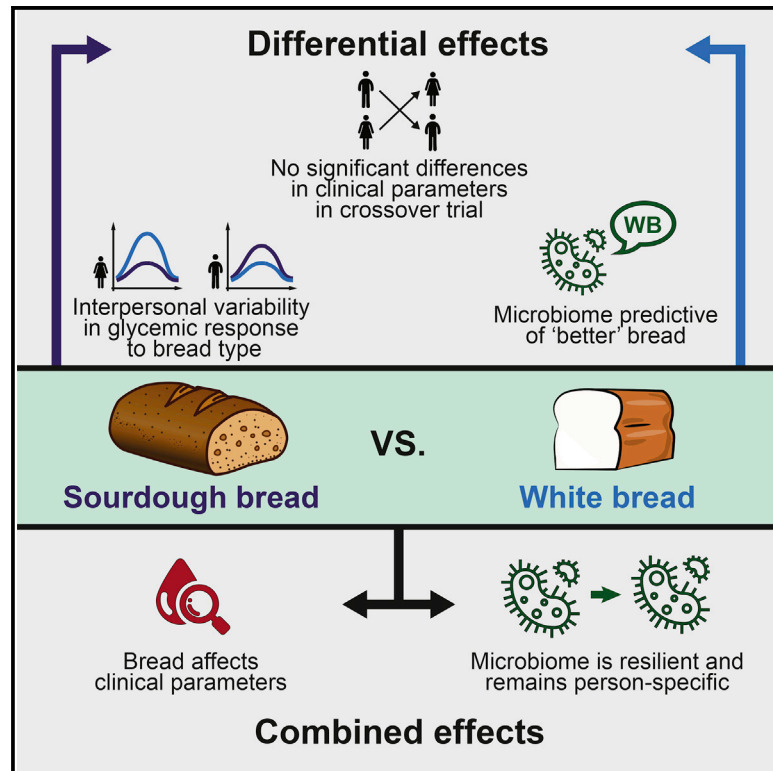 Differential effects
No significant differences
in clinical parameters
in crossover trial
WB
Interpersonal variability
in glycemic response
to bread type
Microbiome predictive
of ‘better’ bread
VS.
Sourdough bread
White bread
Bread affects
clinical parameters
Microbiome is resilient and
remains person-specific
Combined effects